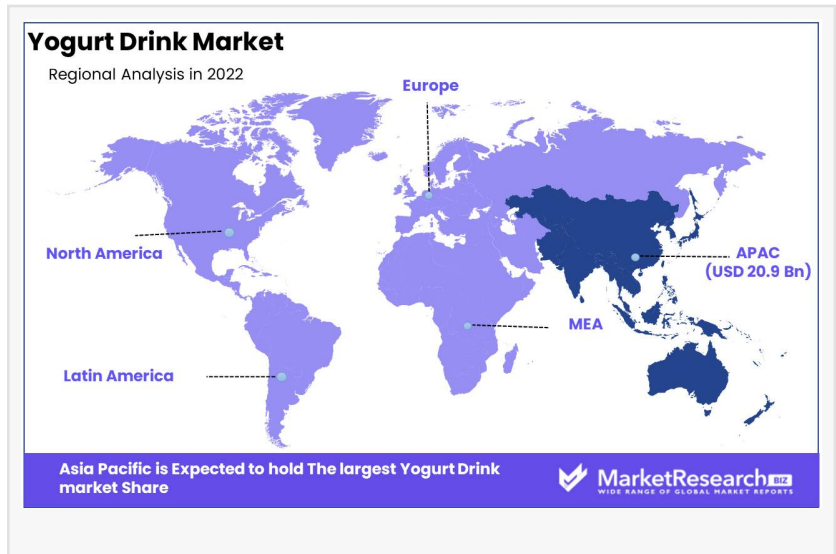 Yogurt Drink Market
Regional Analysis in 2022
Europe
North America
APAC
(USD 20.9 Bn)
MEA
Latin America
Asia Pacific is Expected to hold The largest Yogurt Drink
market Share
MarketResearch BIZ
WIDE RANGE OF GLOBAL MARKET REPORTS